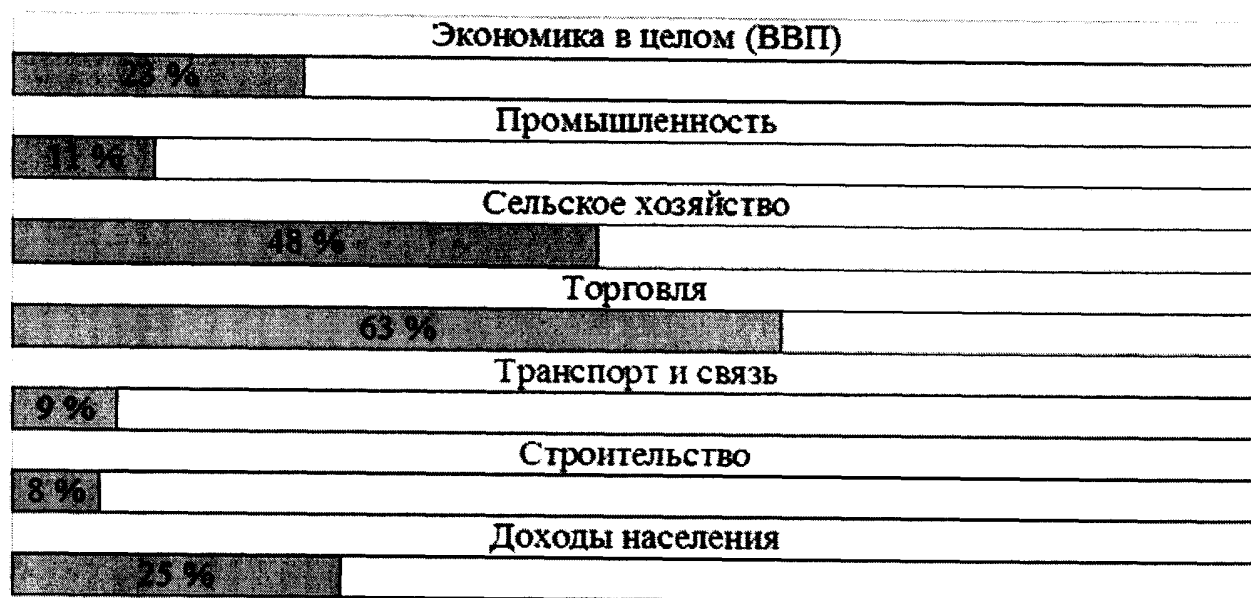 Экономика в целом (ВВП)
23 %
Промышленность
11 %
Сельское хозяйство
48 %
Торговля
63 %
Транспорт и связь
9 %
Строительство
8 %
Доходы населения
25 %